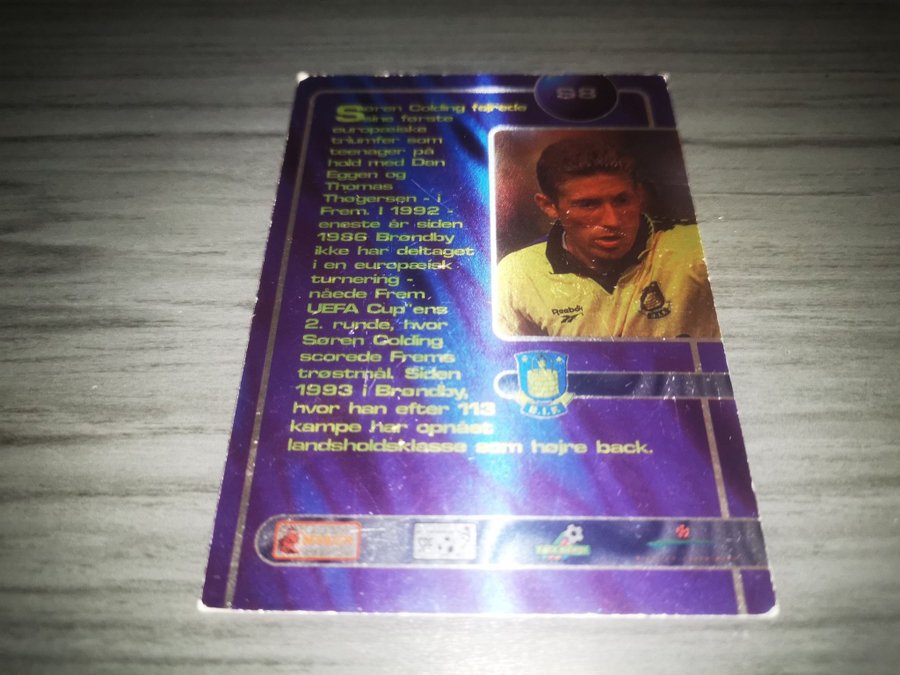 S8
Søren Colding fejrede
sine første
europæiske
triumfer som
teenager på
hold med Dan
Eggen og
Thomas
Thøgersen - i
Frem. I 1992 -
eneste år siden
1986 Brøndby
ikke har deltaget
i en europæisk
turnering -
nåede Frem
UEFA Cup'ens
2. runde, hvor
Søren Colding
scorede Frems
trøstmål. Siden
1993 i Brøndby,
hvor han efter 113
kampe har opnået
landsholdsklasse som højre back.
Reebok
B.I.F.